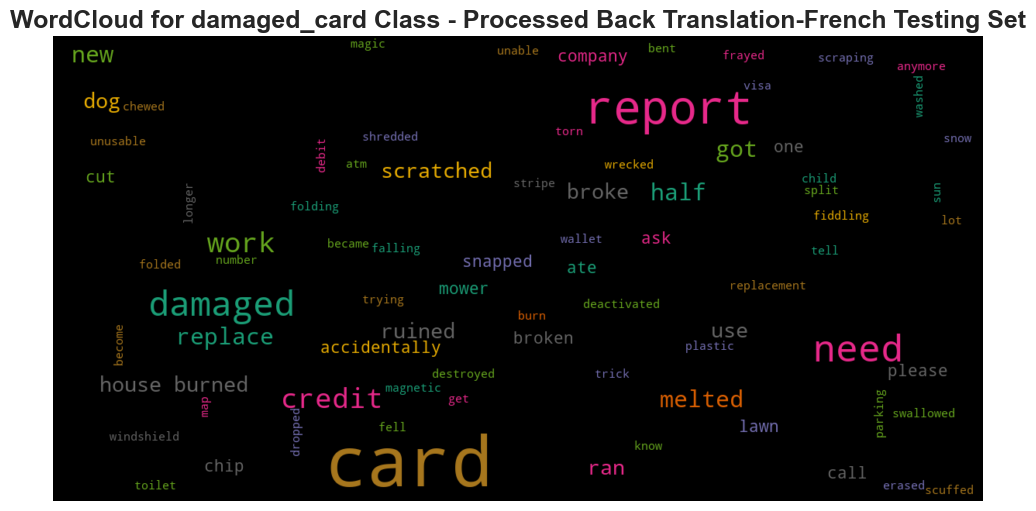 WordCloud for damaged_card Class - Processed Back Translation-French Testing Set
magic
unable
bent
new
company
frayed
scraping
anymore
visa
washed
dog
chewed
report
torn
snow
unusable
shredded
debit
got
one
atm
scratched
wrecked
cut
stripe
broke
half
child
split
sun
longer
folding
fiddling
lot
work
became
falling
wallet
ask
tell
number
folded
snapped
ate
mower
replacement
damaged
trying
deactivated
burn
replace
ruined
broken
use
become
accidentally
plastic
need
house burned
destroyed
trick
please
magnetic
credit
get
melted
map
parking
swallowed
dropped
fell
lawn
windshield
know
card
chip
ran
call
toilet
erased
scuffed